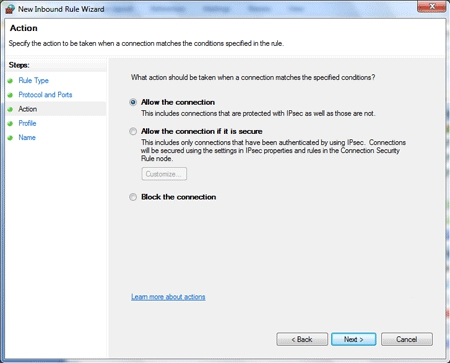 New Inbound Rule Wizard
Action
Specify the action to be taken when a connection matches the conditions specified in the rule.
Steps:
Rule Type
Protocol and Ports
Action
Profile
Name
What action should be taken when a connection matches the specified conditions?
Allow the connection
This includes connections that are protected with IPsec as well as those are not.
Allow the connection if it is secure
This includes only connections that have been authenticated by using IPsec. Connections
will be secured using the settings in IPsec properties and rules in the Connection Security
Rule node.
Customize...
Block the connection
Learn more about actions
< Back
Next >
Cancel